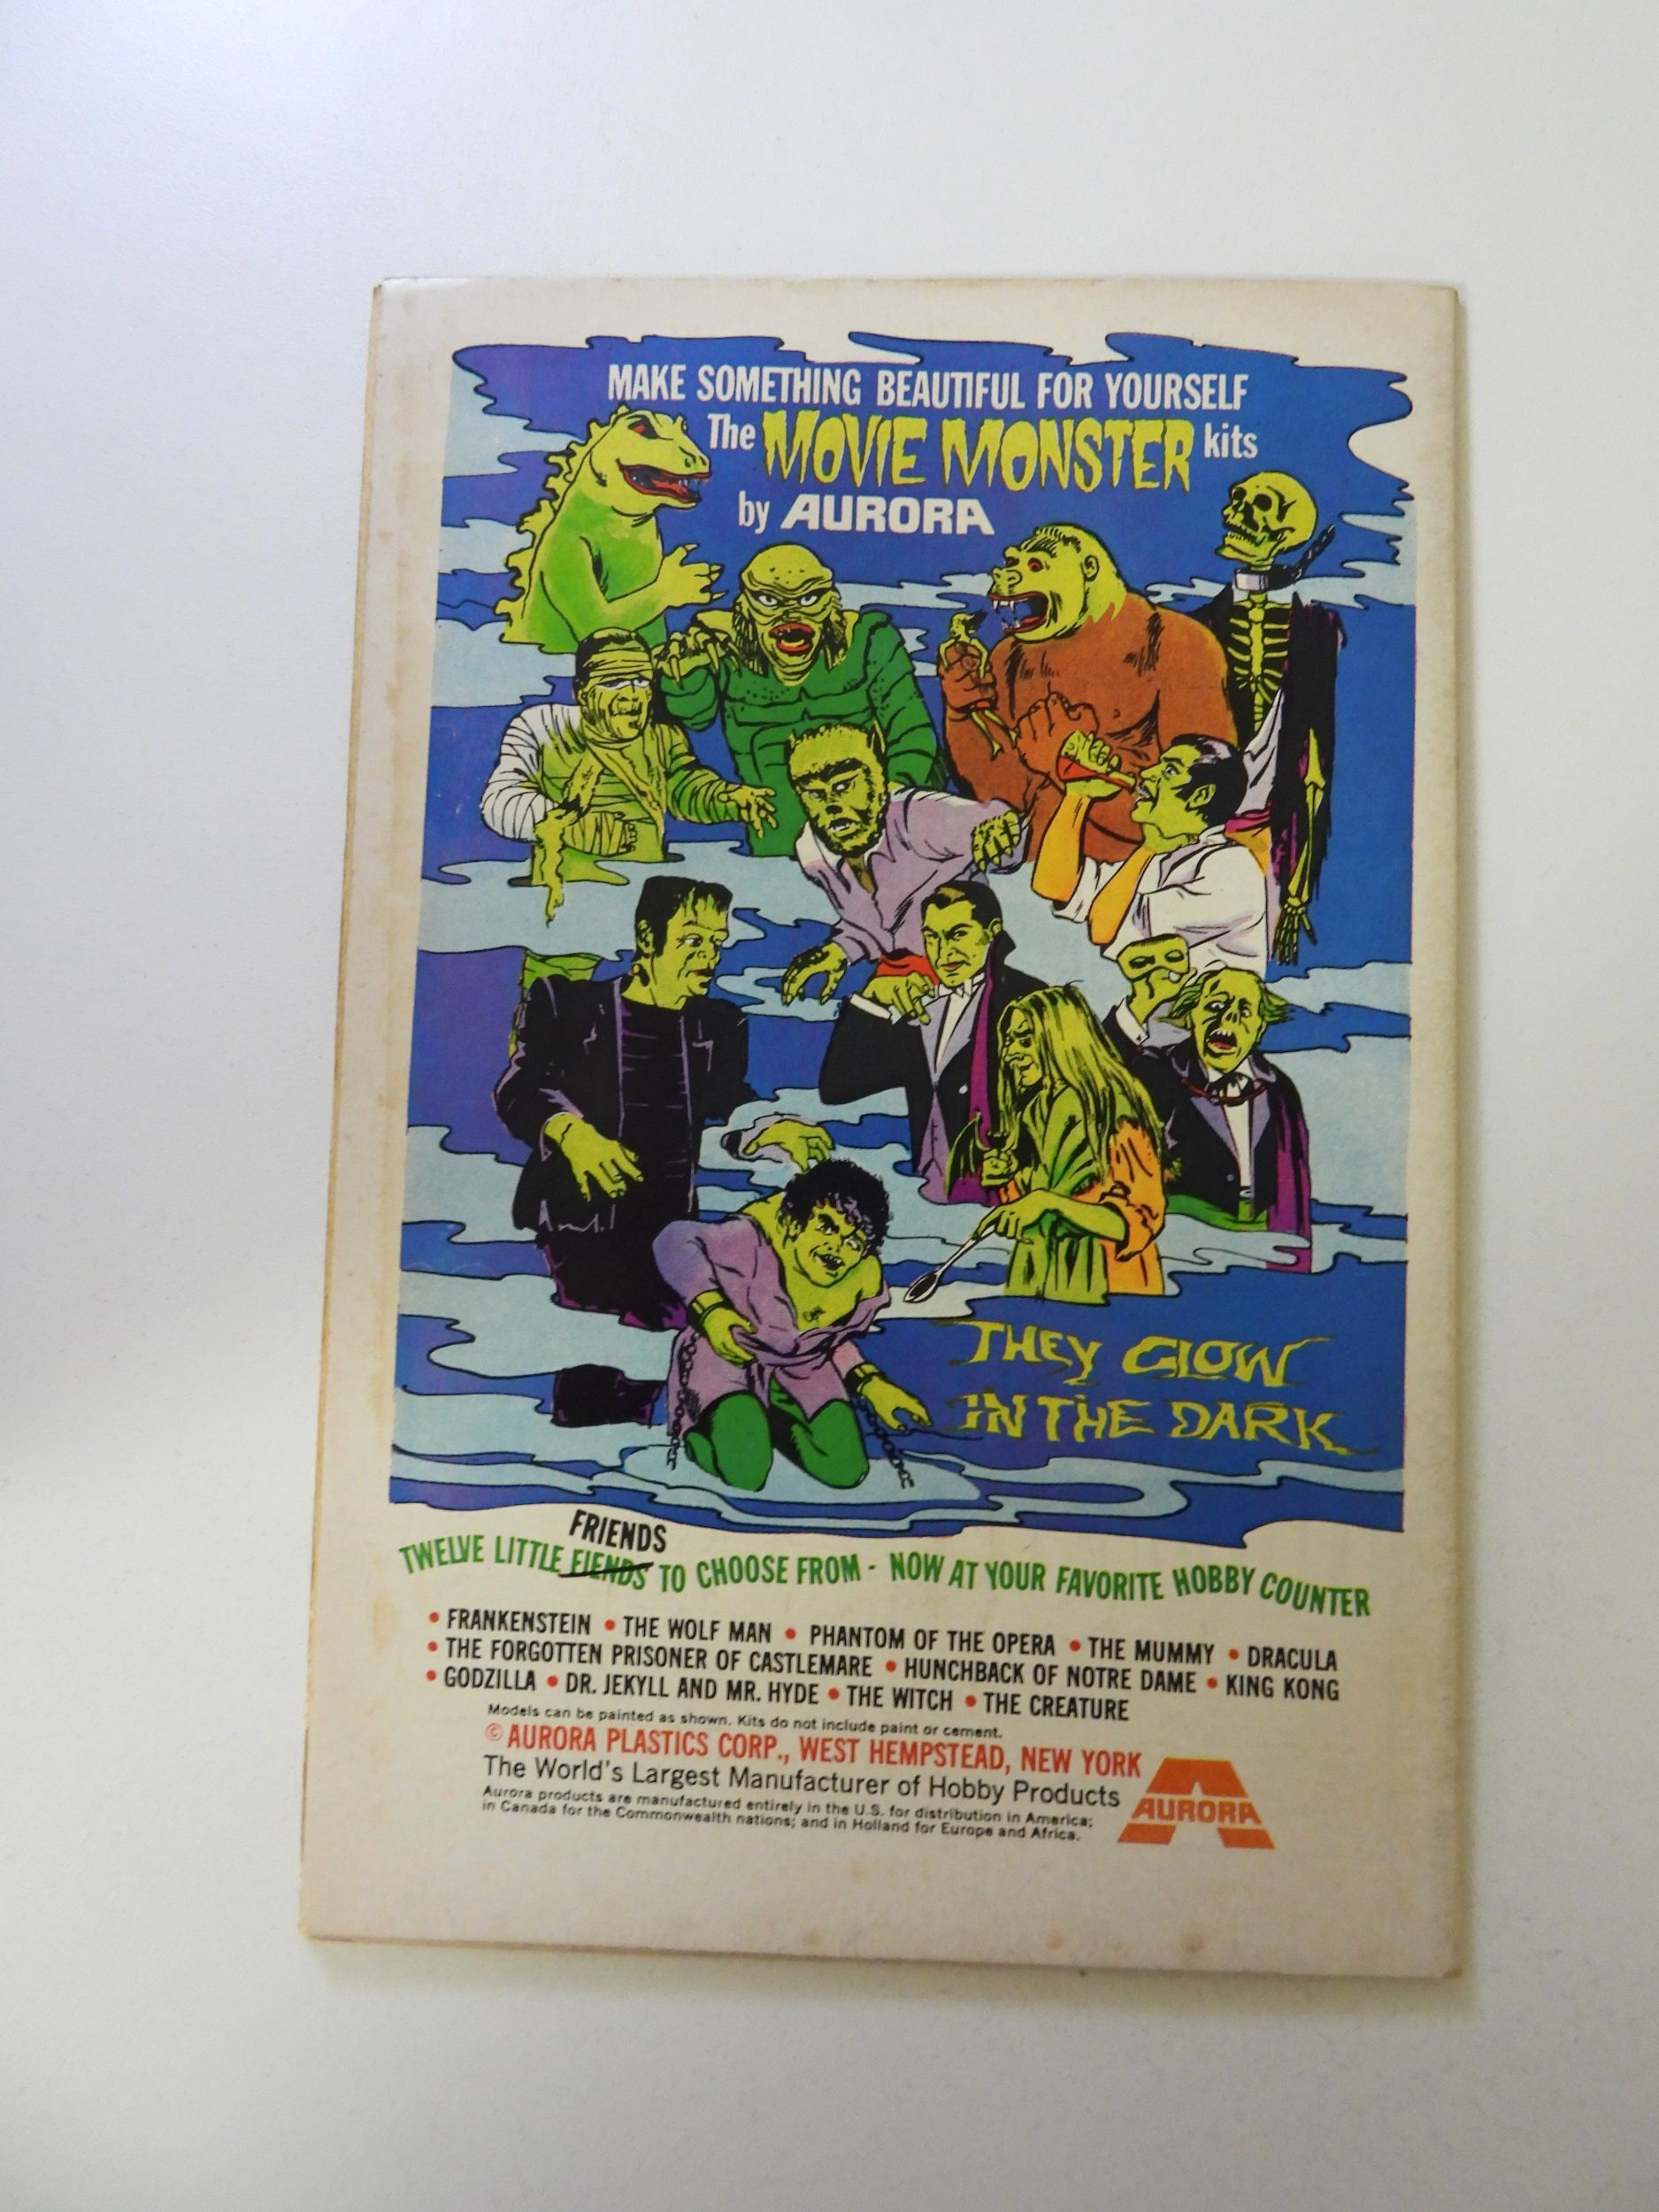 MAKE SOMETHING BEAUTIFUL FOR YOURSELF
The MOVIE MONSTER kits
by AURORA
THEY GLOW
IN THE DARK
FRIENDS
TWELVE LITTLE FIENDS TO CHOOSE FROM - NOW AT YOUR FAVORITE HOBBY COUNTER
• FRANKENSTEIN • THE WOLF MAN • PHANTOM OF THE OPERA • THE MUMMY • DRACULA
• THE FORGOTTEN PRISONER OF CASTLEMARE • HUNCHBACK OF NOTRE DAME • KING KONG
• GODZILLA • DR. JEKYLL AND MR. HYDE • THE WITCH • THE CREATURE
Models can be painted as shown. Kits do not include paint or cement.
© AURORA PLASTICS CORP., WEST HEMPSTEAD, NEW YORK
The World's Largest Manufacturer of Hobby Products
Aurora products are manufactured entirely in the U.S. for distribution in America;
in Canada for the Commonwealth nations; and in Holland for Europe and Africa.
AURORA